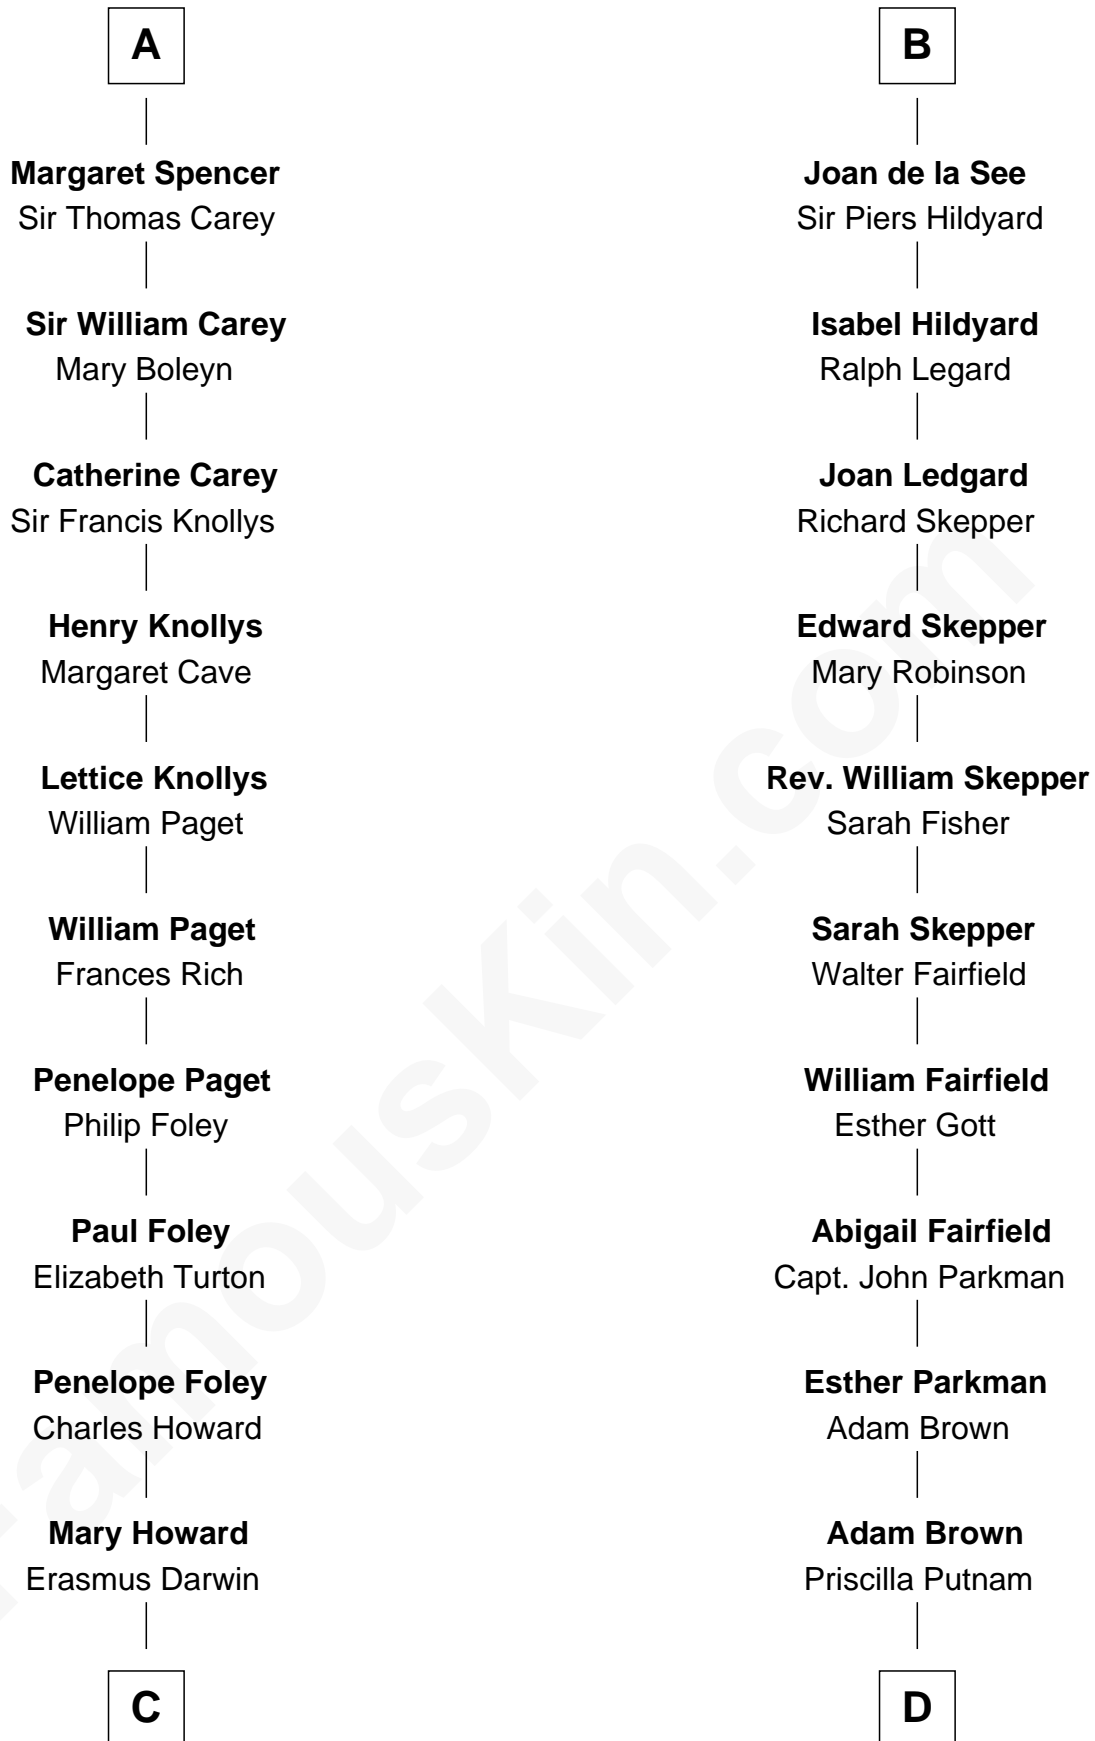 A
Margaret Spencer
Sir Thomas Carey
Sir William Carey
Mary Boleyn
Catherine Carey
Sir Francis Knollys
Henry Knollys
Margaret Cave
Lettice Knollys
William Paget
William Paget
Frances Rich
Penelope Paget
Philip Foley
Paul Foley
Elizabeth Turton
Penelope Foley
Charles Howard
Mary Howard
Erasmus Darwin
C
B
Joan de la See
Sir Piers Hildyard
Isabel Hildyard
Ralph Legard
Joan Ledgard
Richard Skepper
Edward Skepper
Mary Robinson
Rev. William Skepper
Sarah Fisher
Sarah Skepper
Walter Fairfield
William Fairfield
Esther Gott
Abigail Fairfield
Capt. John Parkman
Esther Parkman
Adam Brown
Adam Brown
Priscilla Putnam
D
FamousKin.com